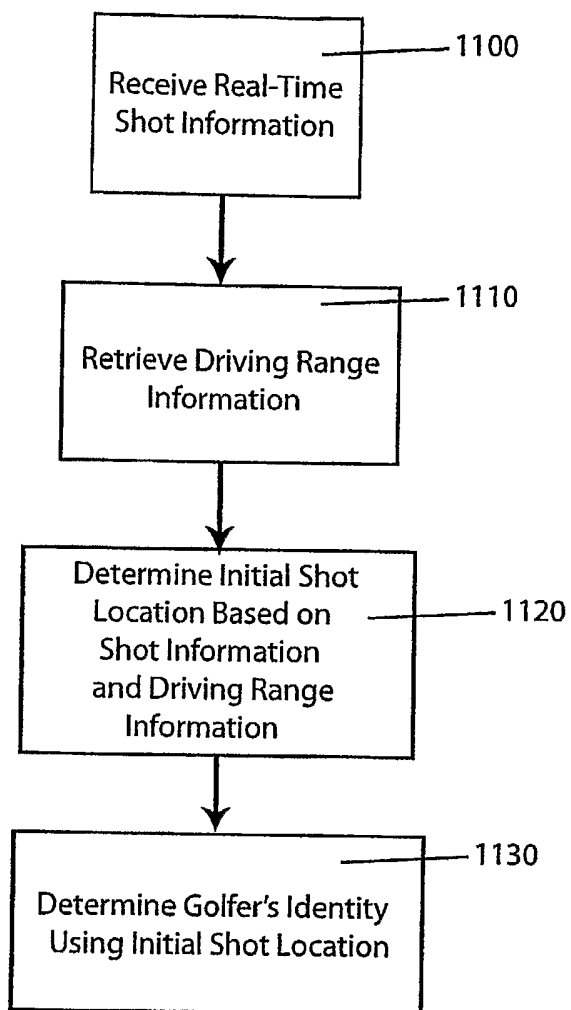 1100
Receive Real-Time
Shot Information
1110
Retrieve Driving Range
Information
Determine Initial Shot
Location Based on
Shot Information
and Driving Range
Information
1120
1130
Determine Golfer's Identity
Using Initial Shot Location